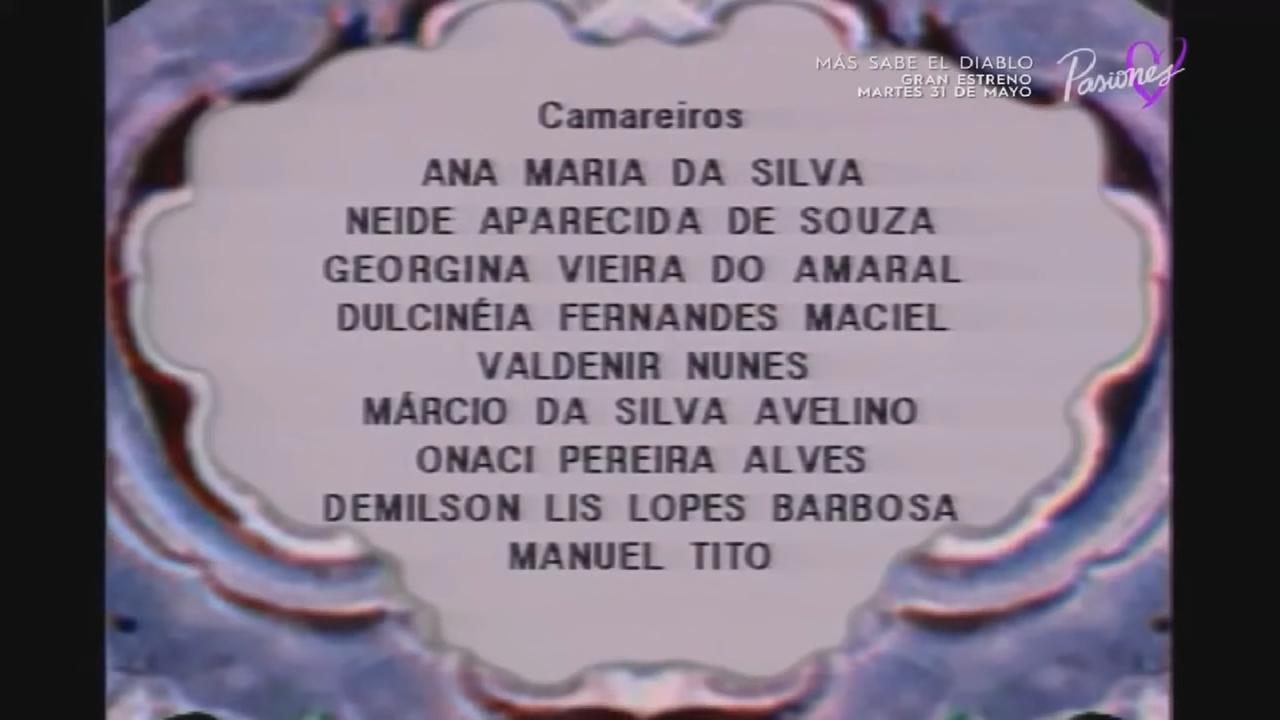 MÁS SABE EL DIABLO
GRAN ESTRENO
MARTES 31 DE MAYO
Pasiones
Camareiros
ANA MARIA DA SILVA
NEIDE APARECIDA DE SOUZA
GEORGINA VIEIRA DO AMARAL
DULCINÉIA FERNANDES MACIEL
VALDENIR NUNES
MÁRCIO DA SILVA AVELINO
ONACI PEREIRA ALVES
DEMILSON LIS LOPES BARBOSA
MANUEL TITO